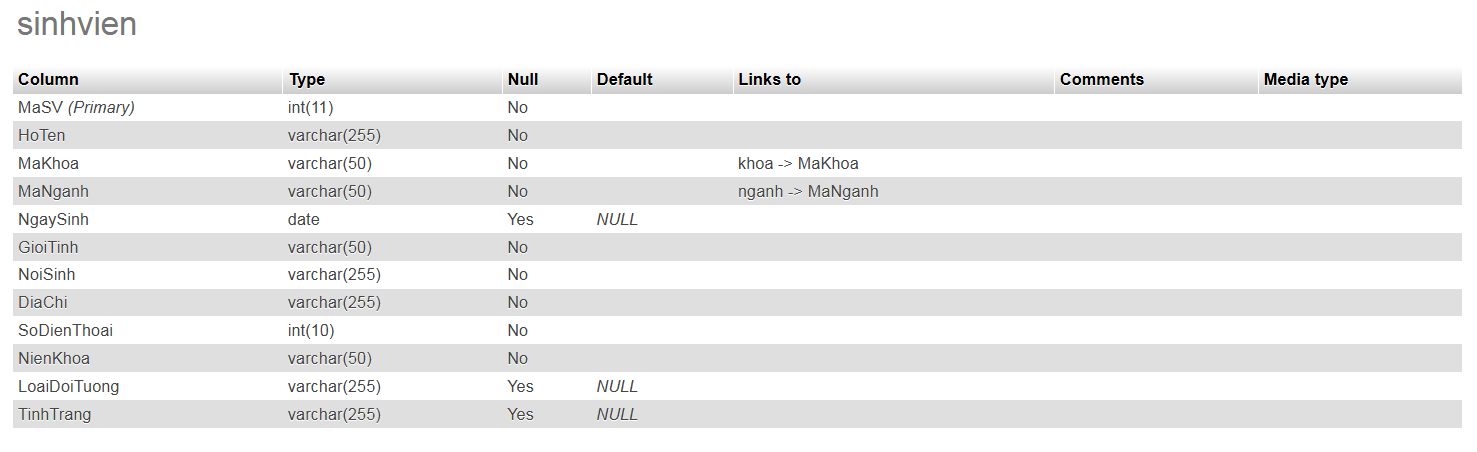 sinhvien
Column Type Null Default Links to Comments Media type
MaSV (Primary) int(11) No
HoTen varchar(255) No
MaKhoa varchar(50) No khoa -> MaKhoa
MaNganh varchar(50) No nganh -> MaNganh
NgaySinh date Yes NULL
GioiTinh varchar(50) No
NoiSinh varchar(255) No
DiaChi varchar(255) No
SoDienThoai int(10) No
NienKhoa varchar(50) No
LoaiDoiTuong varchar(255) Yes NULL
TinhTrang varchar(255) Yes NULL